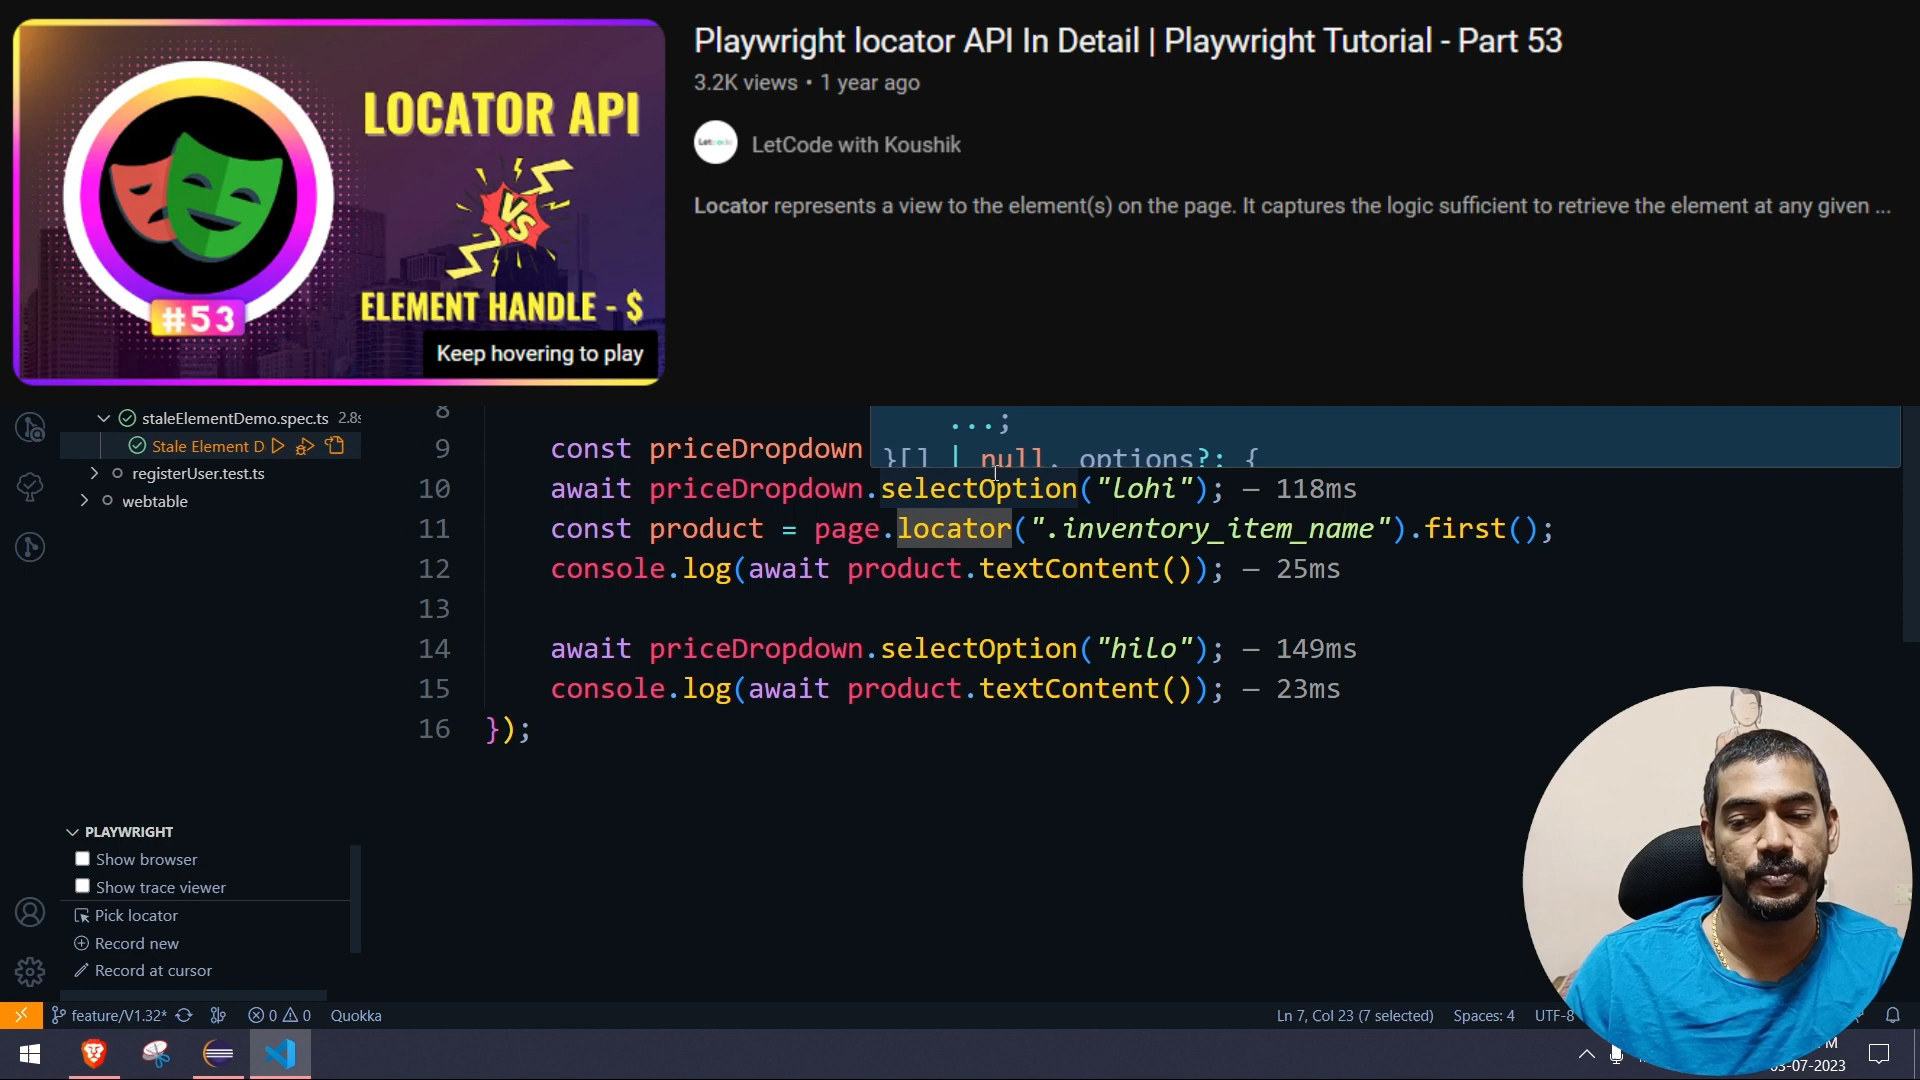 Playwright locator API In Detail | Playwright Tutorial - Part 53
3.2K views • 1 year ago
LetCode with Koushik
Locator represents a view to the element(s) on the page. It captures the logic sufficient to retrieve the element at any given ...
LOCATOR API
VS
ELEMENT HANDLE - $
#53
Keep hovering to play
staleElementDemo.spec.ts 2.8s
Stale Element D
registerUser.test.ts
webtable
8
...;
}[] | null, options?: {
9 const priceDropdown
10 await priceDropdown.selectOption("lohi"); — 118ms
11 const product = page.locator(".inventory_item_name").first();
12 console.log(await product.textContent()); — 25ms
13
14 await priceDropdown.selectOption("hilo"); — 149ms
15 console.log(await product.textContent()); — 23ms
16 });
PLAYWRIGHT
Show browser
Show trace viewer
Pick locator
Record new
Record at cursor
feature/V1.32* 0 0 Quokka
Ln 7, Col 23 (7 selected) Spaces: 4 UTF-8
M
03-07-2023